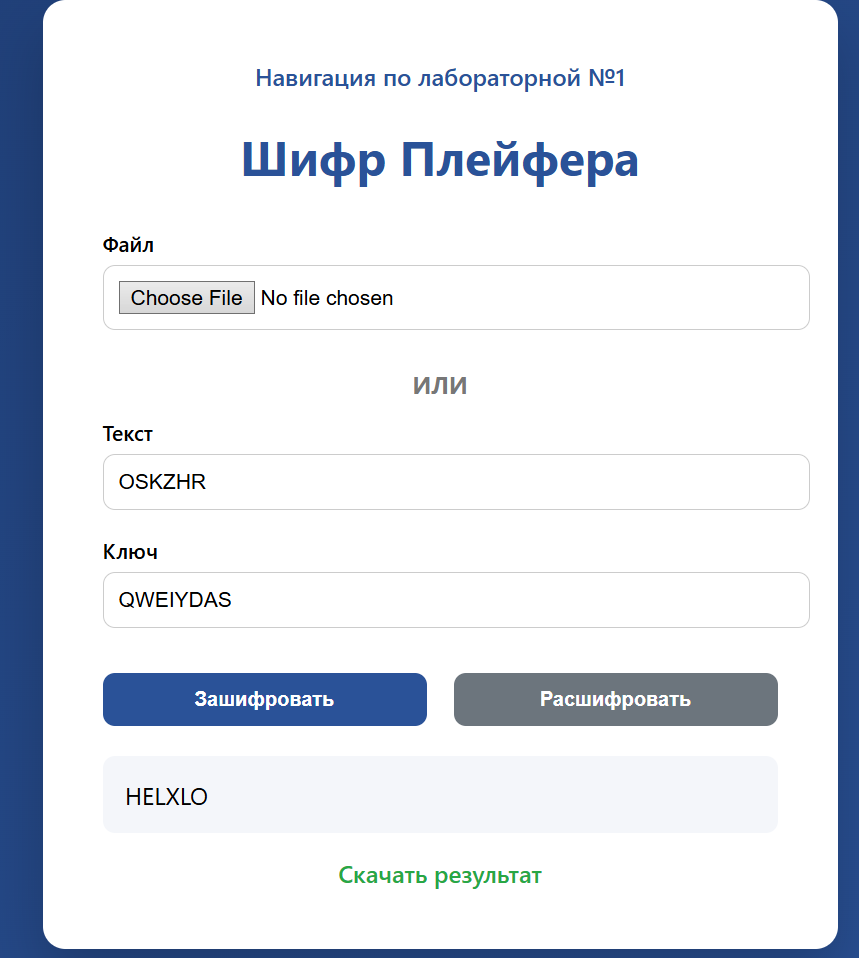 Навигация по лабораторной №1
Шифр Плейфера
Файл
Choose File No file chosen
ИЛИ
Текст
OSKZHR
Ключ
QWEIYDAS
Зашифровать Расшифровать
HELXLO
Скачать результат